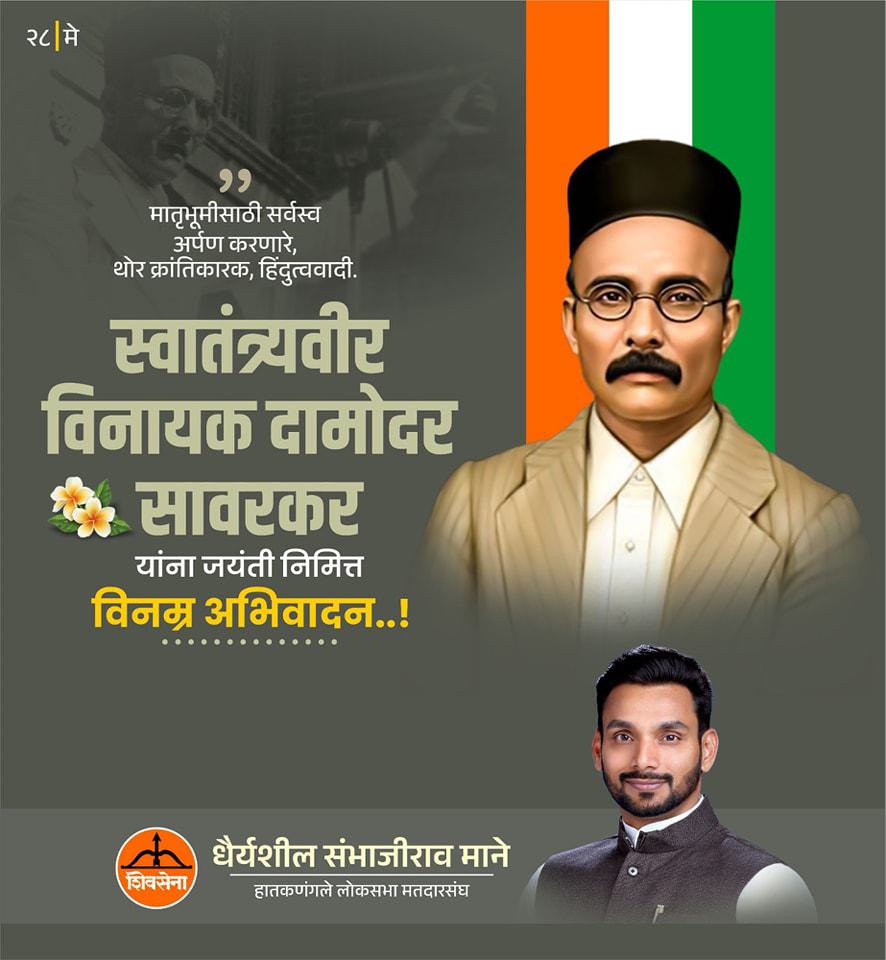 २८ मे
”
मातृभूमीसाठी सर्वस्व
अर्पण करणारे,
थोर क्रांतिकारक, हिंदुत्ववादी.
स्वातंत्र्यवीर
विनायक दामोदर
सावरकर
यांना जयंती निमित्त
विनम्र अभिवादन..!
शिवसेना
धैर्यशील संभाजीराव माने
हातकणंगले लोकसभा मतदारसंघ